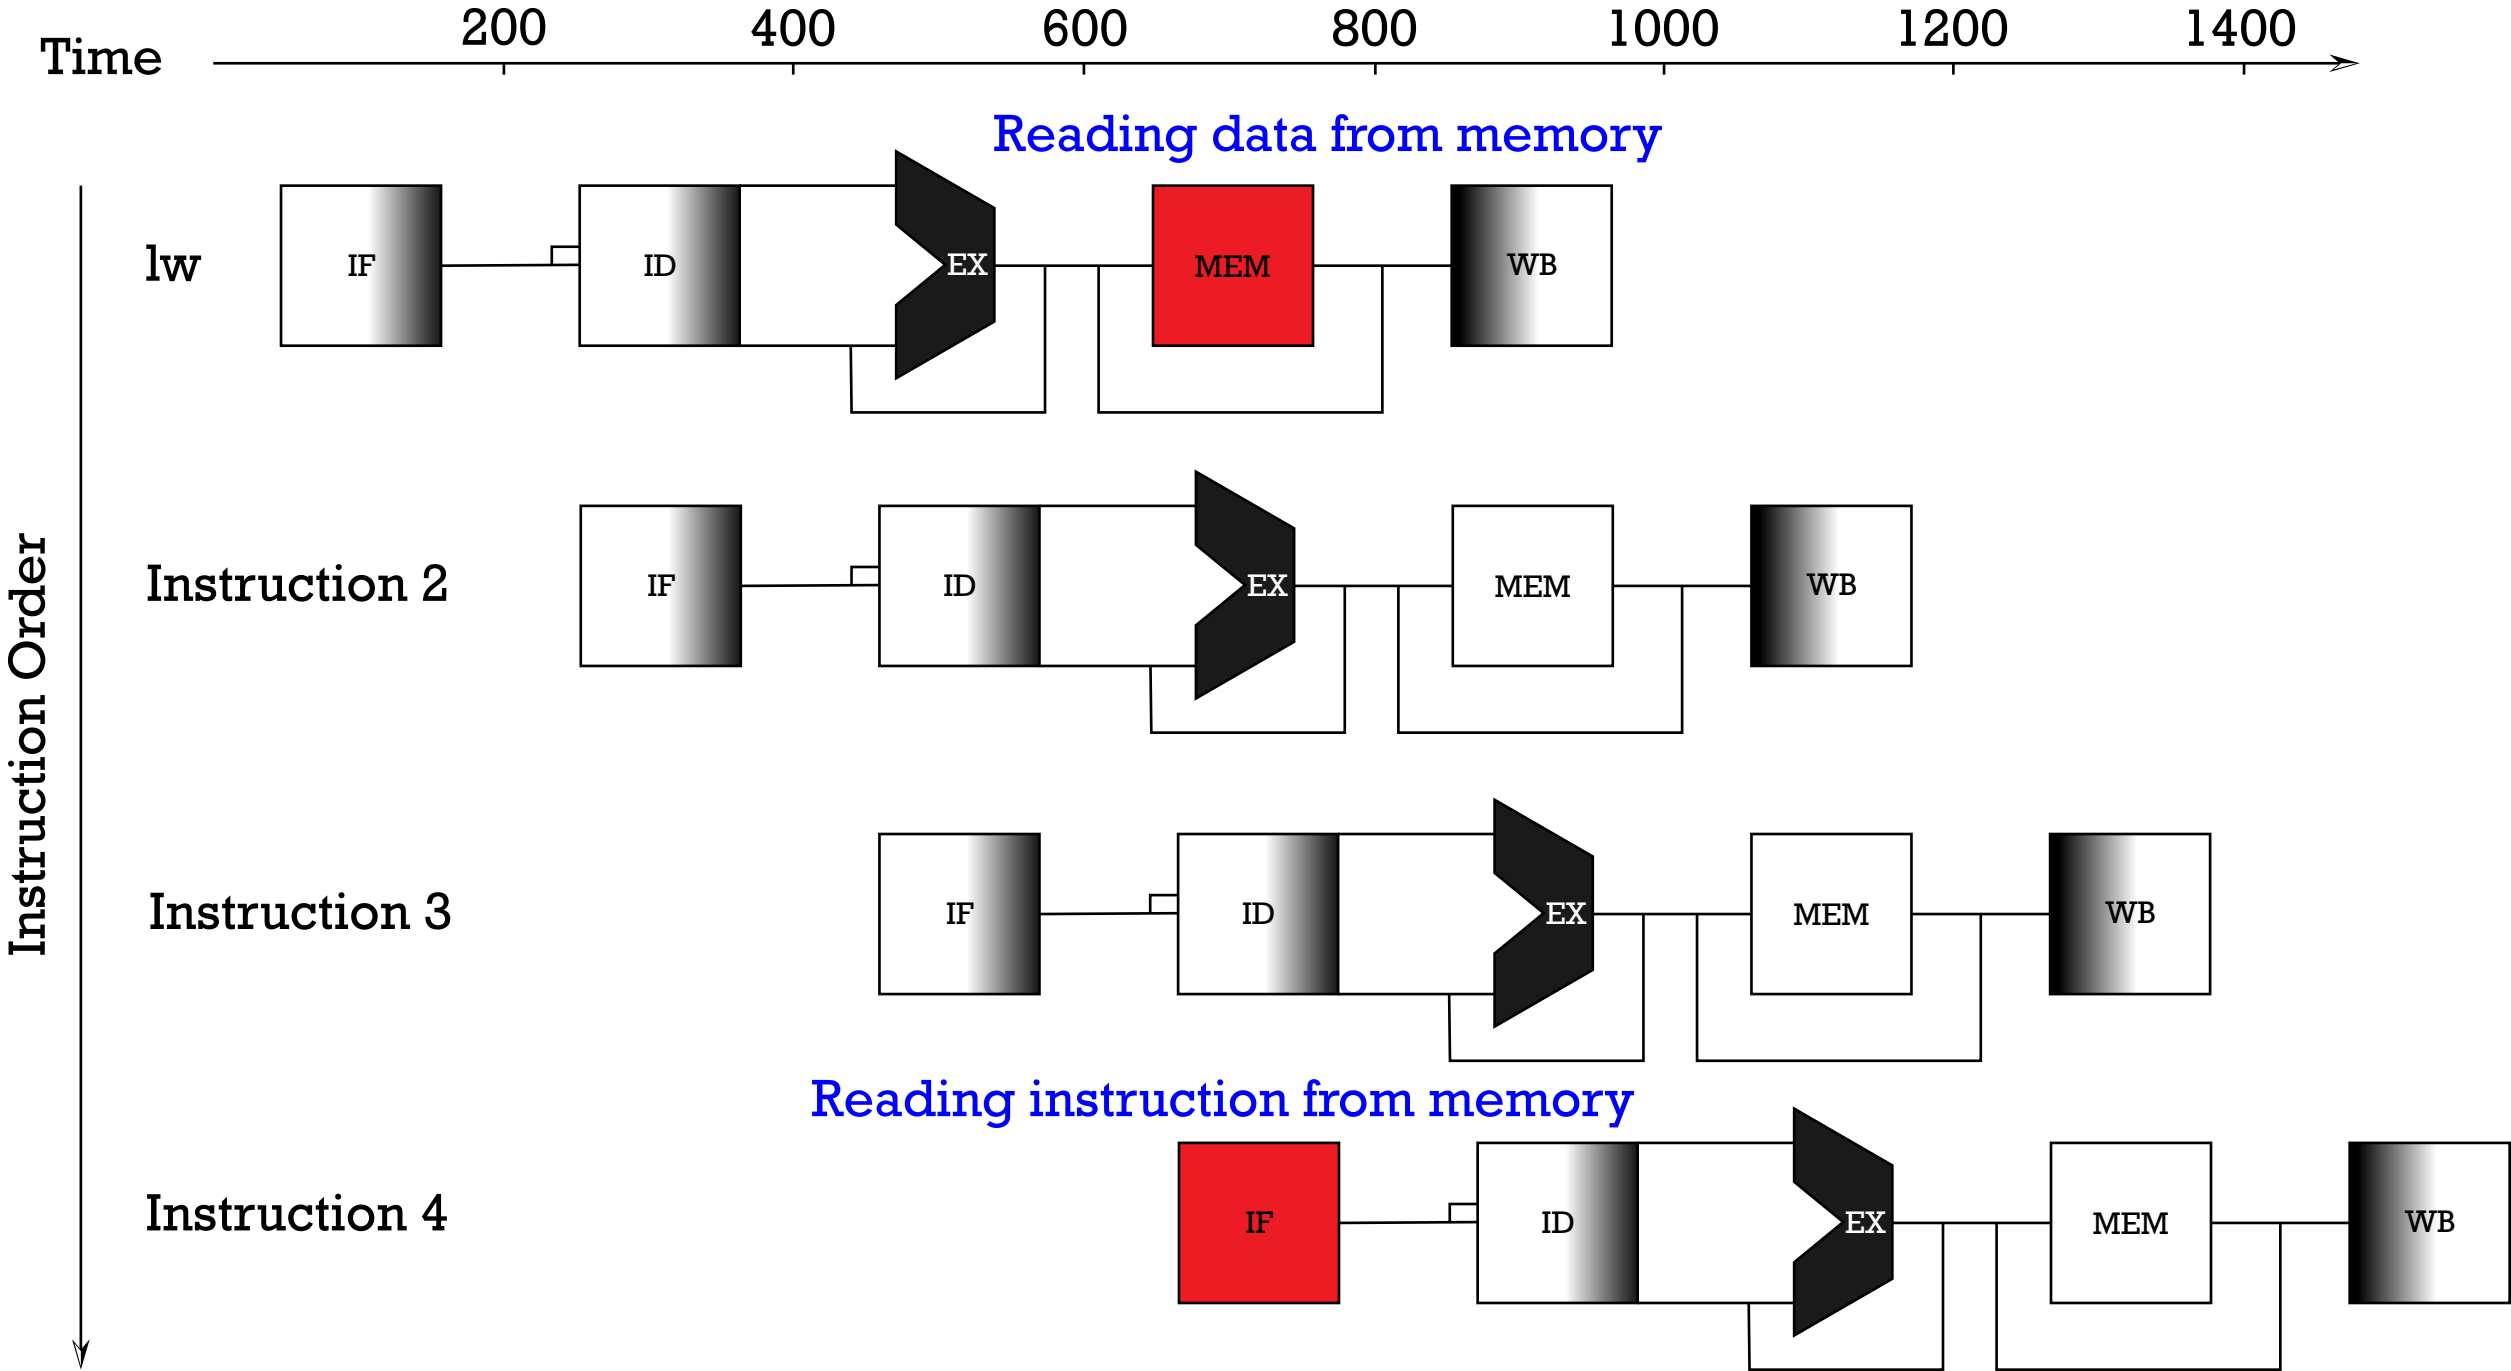 Time 200 400 600 800 1000 1200 1400
Reading data from memory
lw IF ID EX MEM WB
Instruction 2 IF ID EX MEM WB
Instruction Order
Instruction 3 IF ID EX MEM WB
Reading instruction from memory
Instruction 4 IF ID EX MEM WB